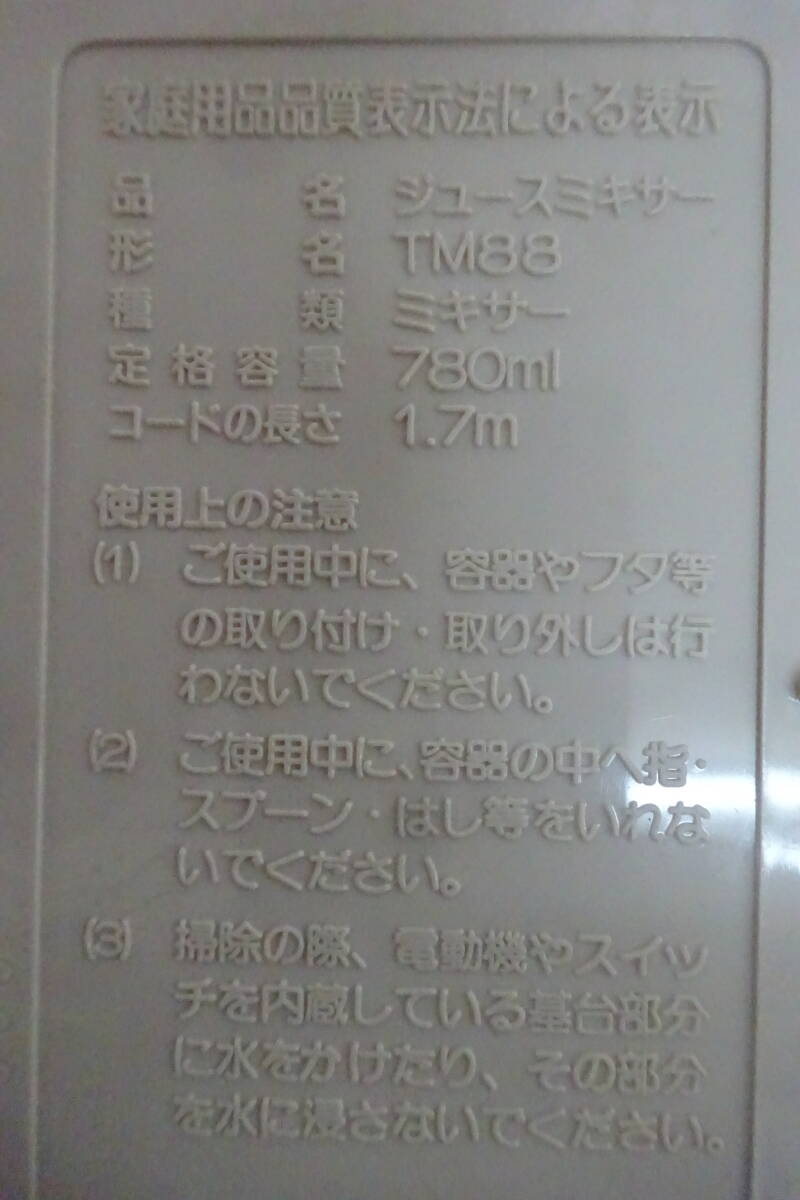 家庭用品品質表示法による表示
品名 ジュースミキサー
形名 TM88
種類 ミキサー
定格容量 780ml
コードの長さ 1.7m
使用上の注意
(1) ご使用中に、容器やフタ等
の取り付け・取り外しは行
わないでください。
(2) ご使用中に、容器の中へ指・
スプーン・はし等をいれな
いでください。
(3) 掃除の際、電動機やスイッ
チを内蔵している基台部分
に水をかけたり、その部分
を水に浸さないでください。